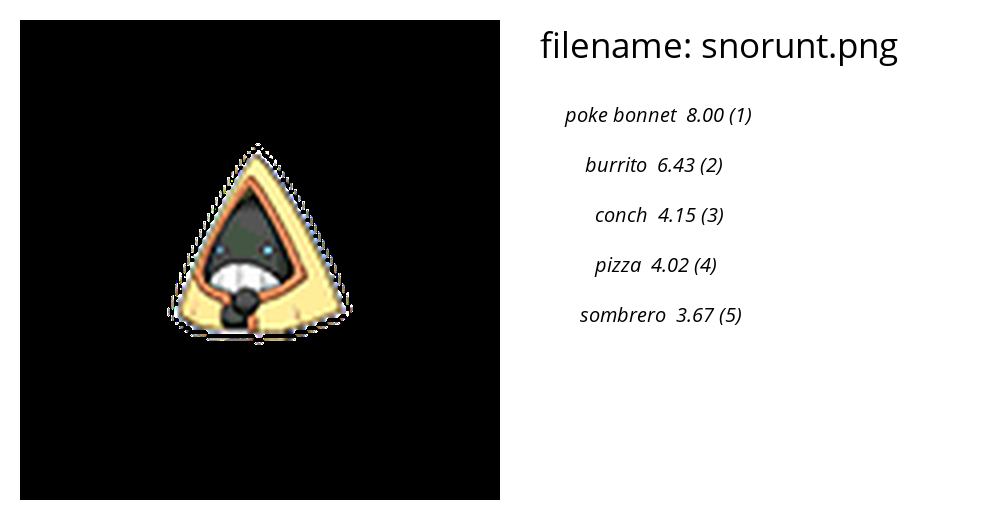 filename: snorunt.png
poke bonnet 8.00 (1)
burrito 6.43 (2)
conch 4.15 (3)
pizza 4.02 (4)
sombrero 3.67 (5)